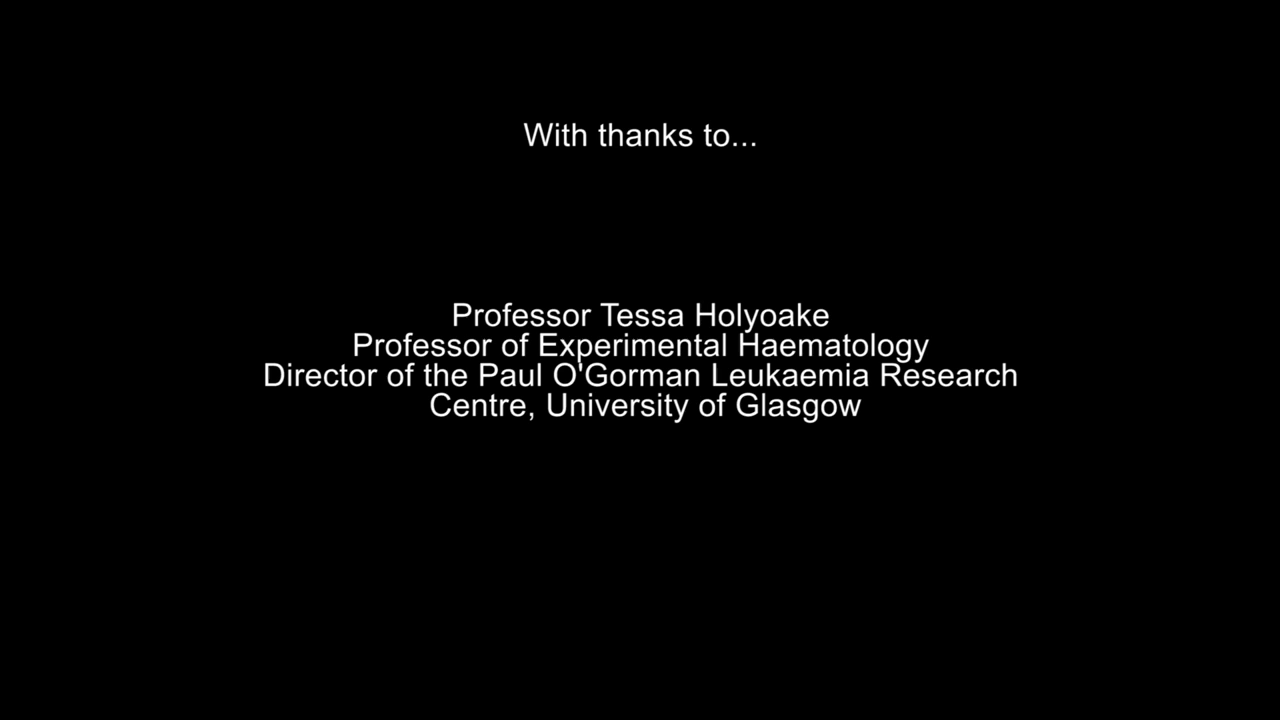 With thanks to...
Professor Tessa Holyoake
Professor of Experimental Haematology
Director of the Paul O'Gorman Leukaemia Research
Centre, University of Glasgow